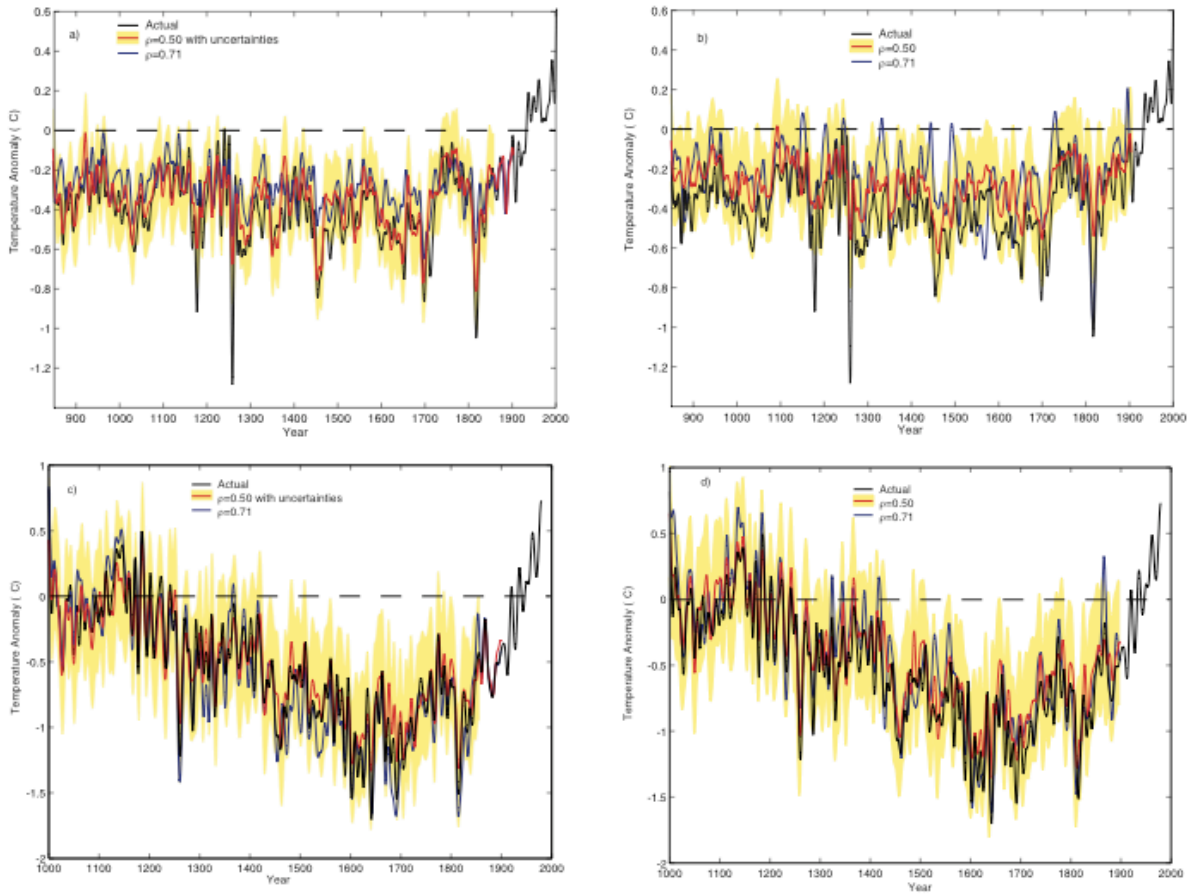 a)
Actual
ρ=0.50 with uncertainties
ρ=0.71
Temperature Anomaly ( C)
0.6
0.4
0.2
0
-0.2
-0.4
-0.6
-0.8
-1
-1.2
900 1000 1100 1200 1300 1400 1500 1600 1700 1800 1900 2000
Year
b)
Actual
ρ=0.50
ρ=0.71
Temperature Anomaly ( C)
0.6
0.4
0.2
0
-0.2
-0.4
-0.6
-0.8
-1
-1.2
900 1000 1100 1200 1300 1400 1500 1600 1700 1800 1900 2000
Year
c)
Actual
ρ=0.50 with uncertainties
ρ=0.71
Temperature Anomaly ( C)
1
0.5
0
-0.5
-1
-1.5
-2
1000 1100 1200 1300 1400 1500 1600 1700 1800 1900 2000
Year
d)
Actual
ρ=0.50
ρ=0.71
Temperature Anomaly ( C)
1
0.5
0
-0.5
-1
-1.5
-2
1000 1100 1200 1300 1400 1500 1600 1700 1800 1900 2000
Year